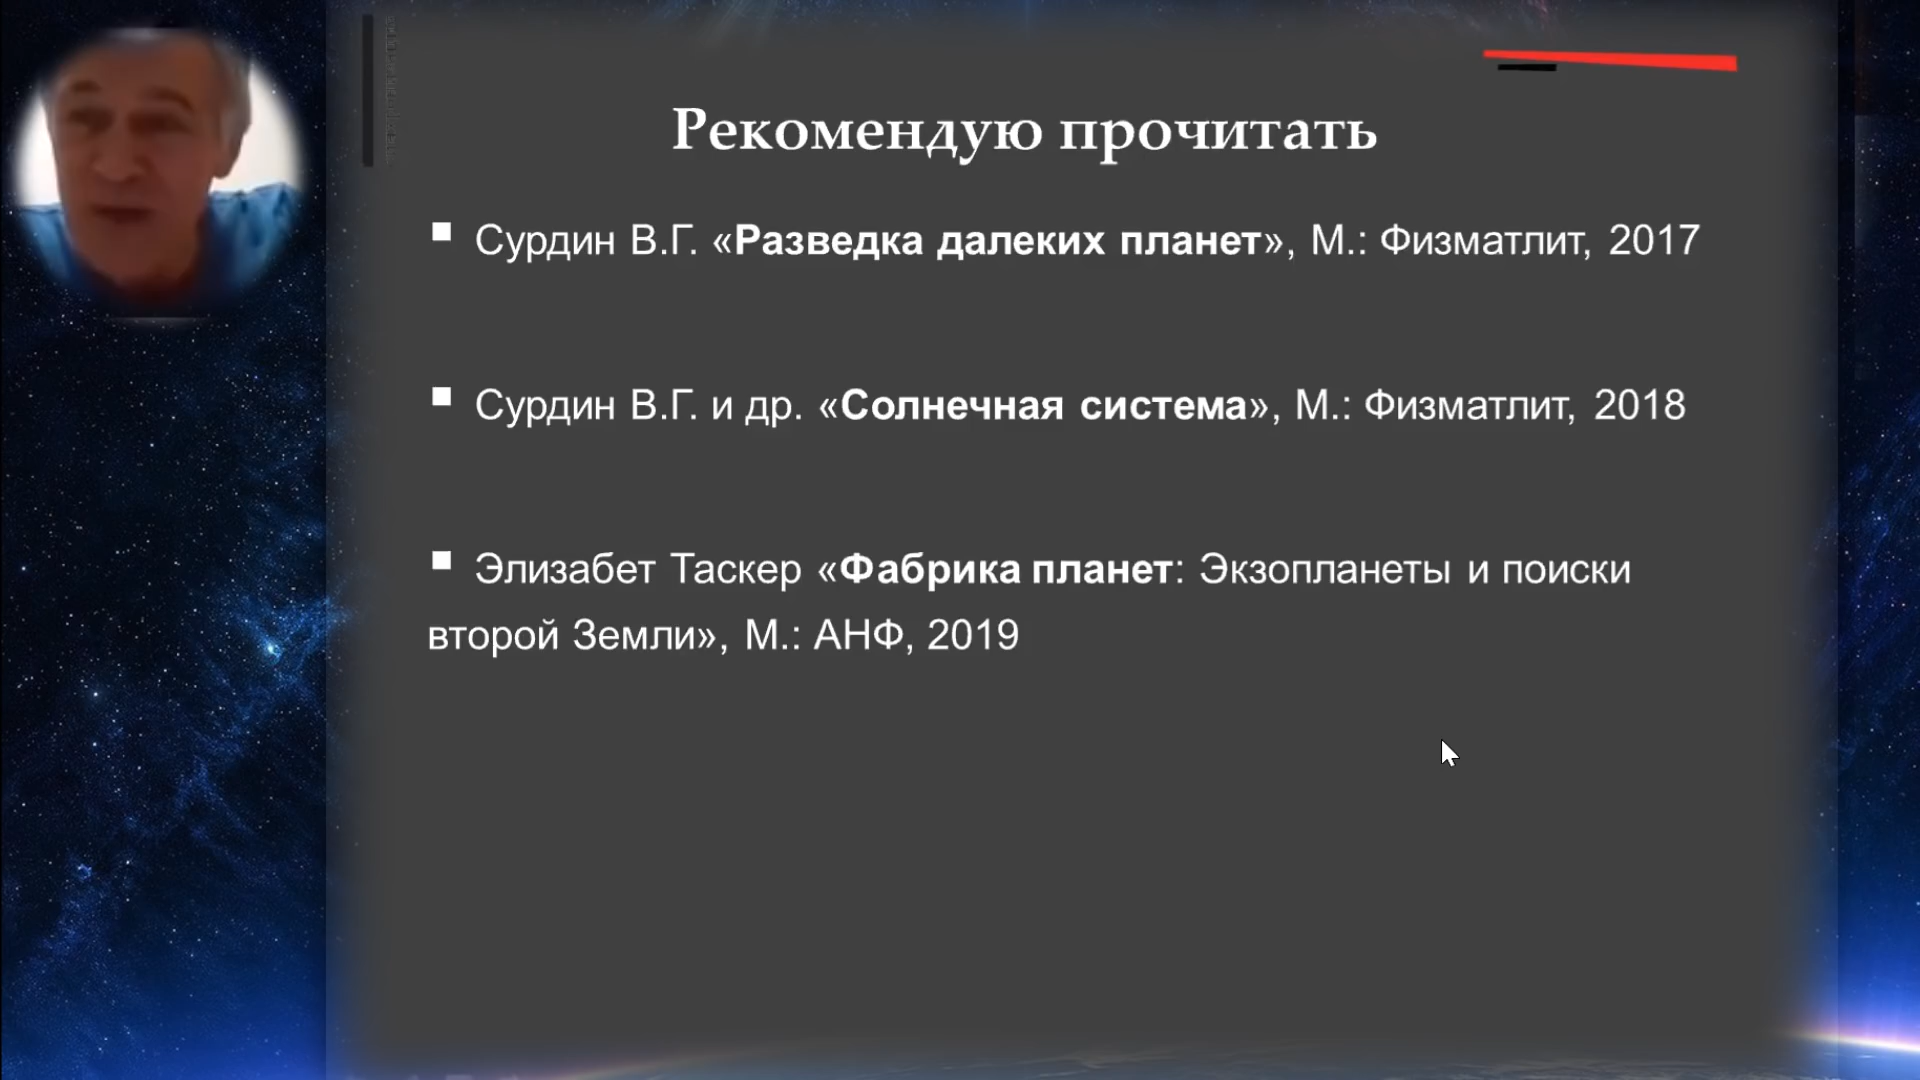 Рекомендую прочитать
Сурдин В.Г. «Разведка далеких планет», М.: Физматлит, 2017
Сурдин В.Г. и др. «Солнечная система», М.: Физматлит, 2018
Элизабет Таскер «Фабрика планет: Экзопланеты и поиски
второй Земли», М.: АНФ, 2019